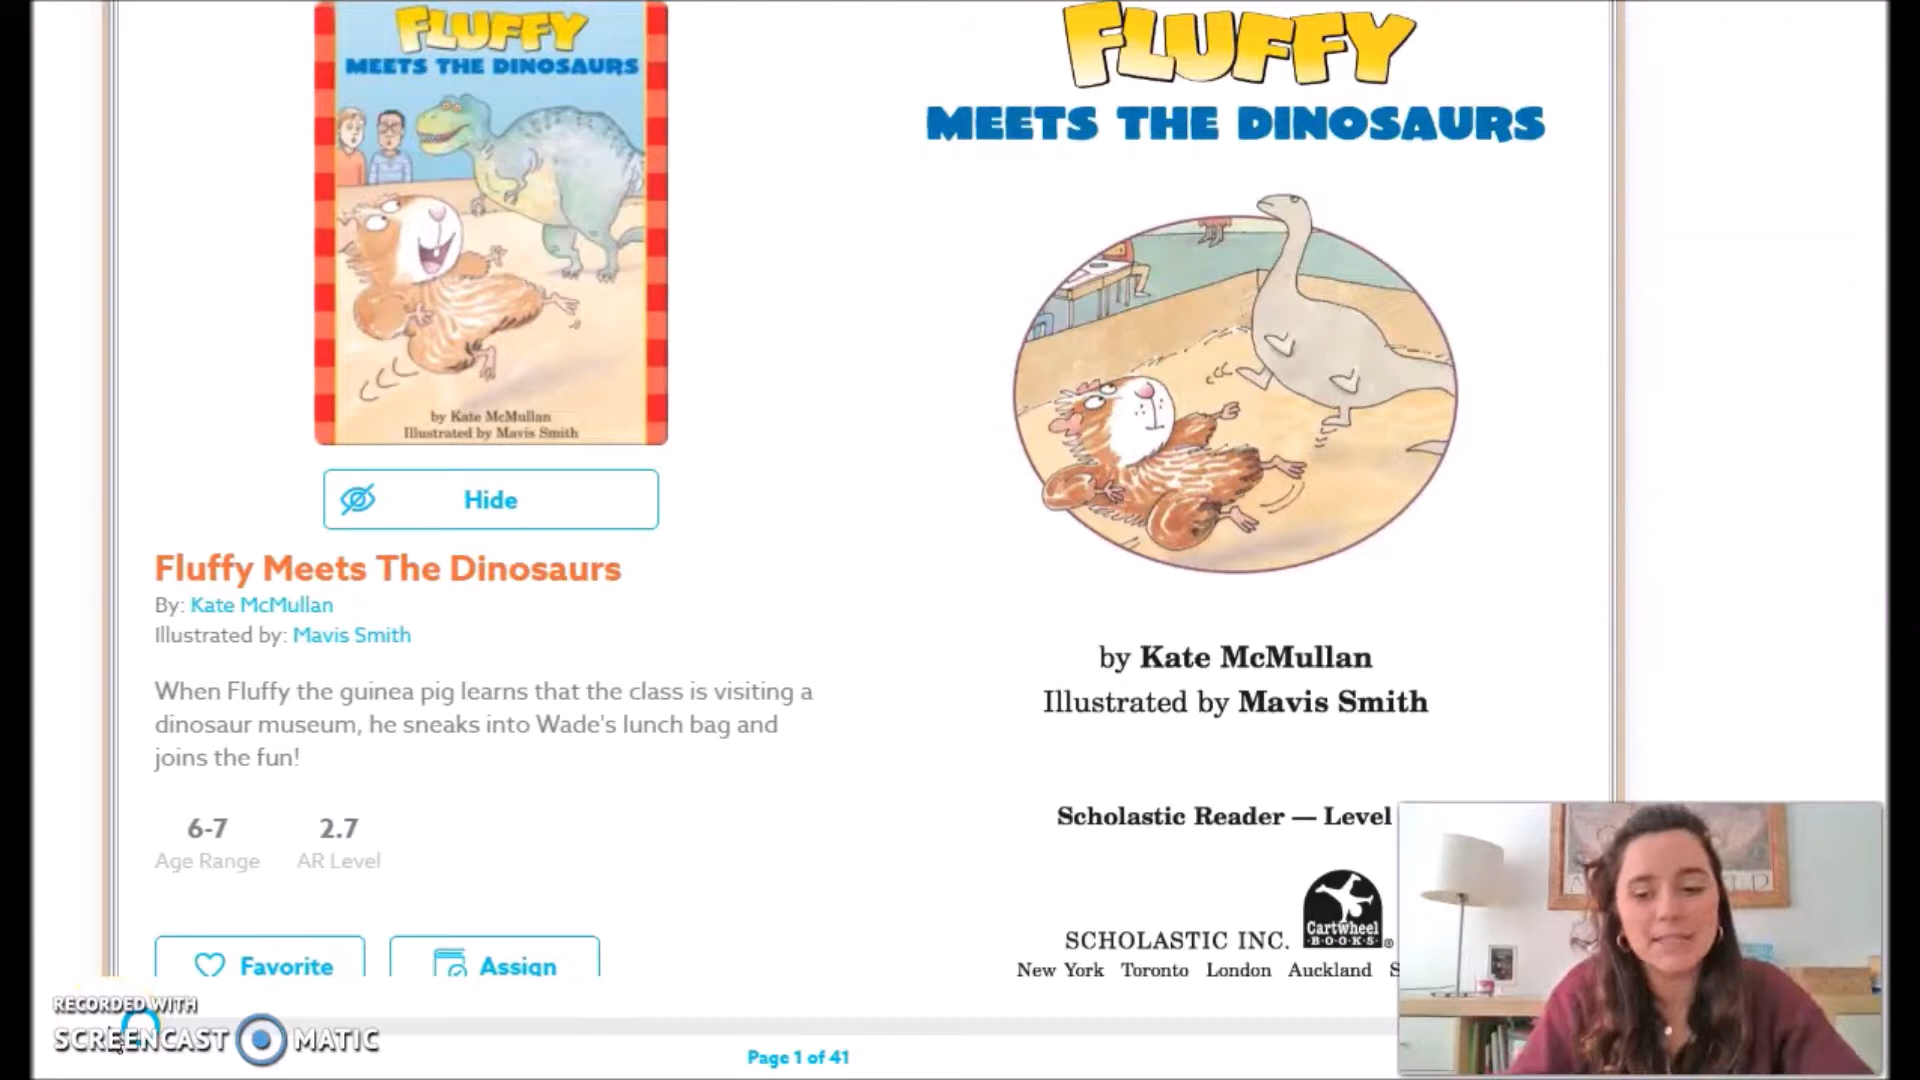 FLUFFY
MEETS THE DINOSAURS
by Kate McMullan
Illustrated by Mavis Smith
Hide
Fluffy Meets The Dinosaurs
By: Kate McMullan
Illustrated by: Mavis Smith
When Fluffy the guinea pig learns that the class is visiting a
dinosaur museum, he sneaks into Wade's lunch bag and
joins the fun!
6-7
Age Range
2.7
AR Level
Favorite
Assign
FLUFFY
MEETS THE DINOSAURS
by Kate McMullan
Illustrated by Mavis Smith
Scholastic Reader — Level
SCHOLASTIC INC.
Cartwheel
·B·O·O·K·S· ®
New York Toronto London Auckland S
RECORDED WITH
SCREENCAST MATIC
Page 1 of 41